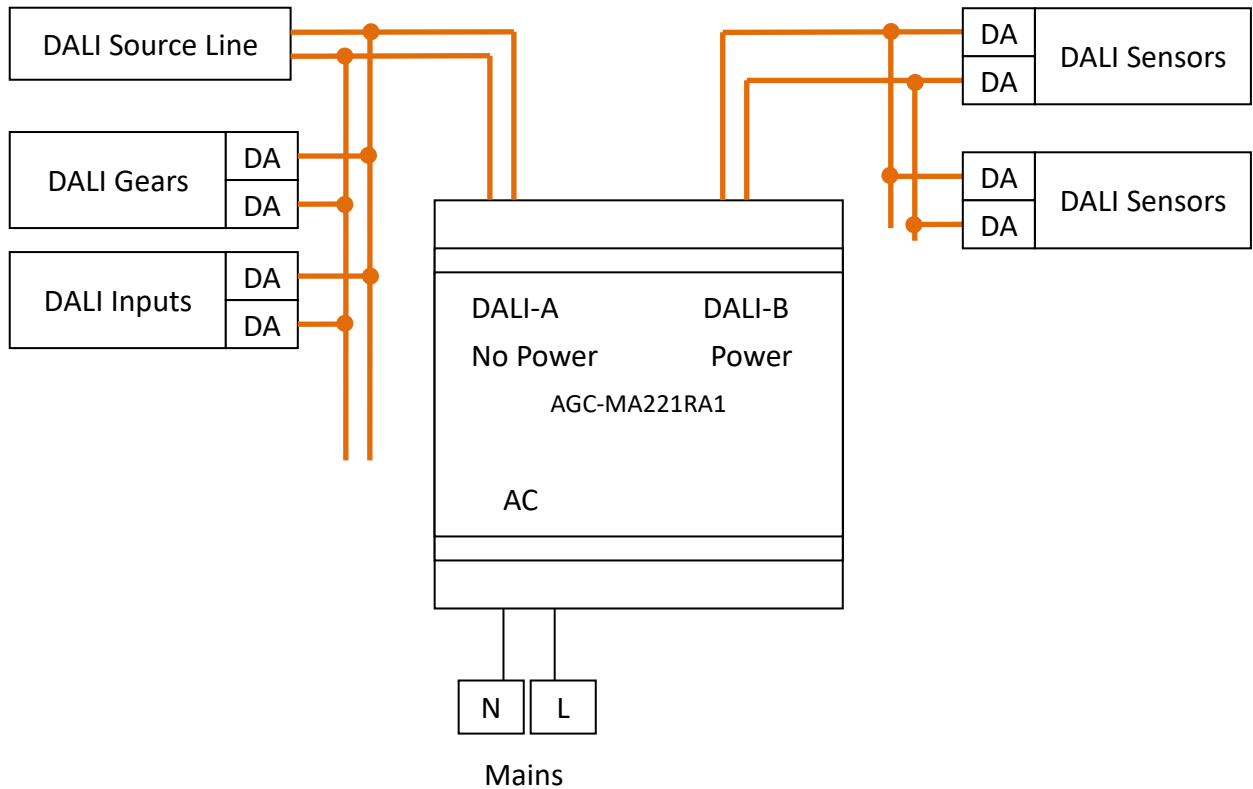 DALI Source Line
DALI Gears
DA
DA
DALI Inputs
DA
DA
DA
DA
DALI Sensors
DA
DA
DALI Sensors
DALI-A DALI-B
No Power Power
AGC-MA221RA1
AC
N L
Mains